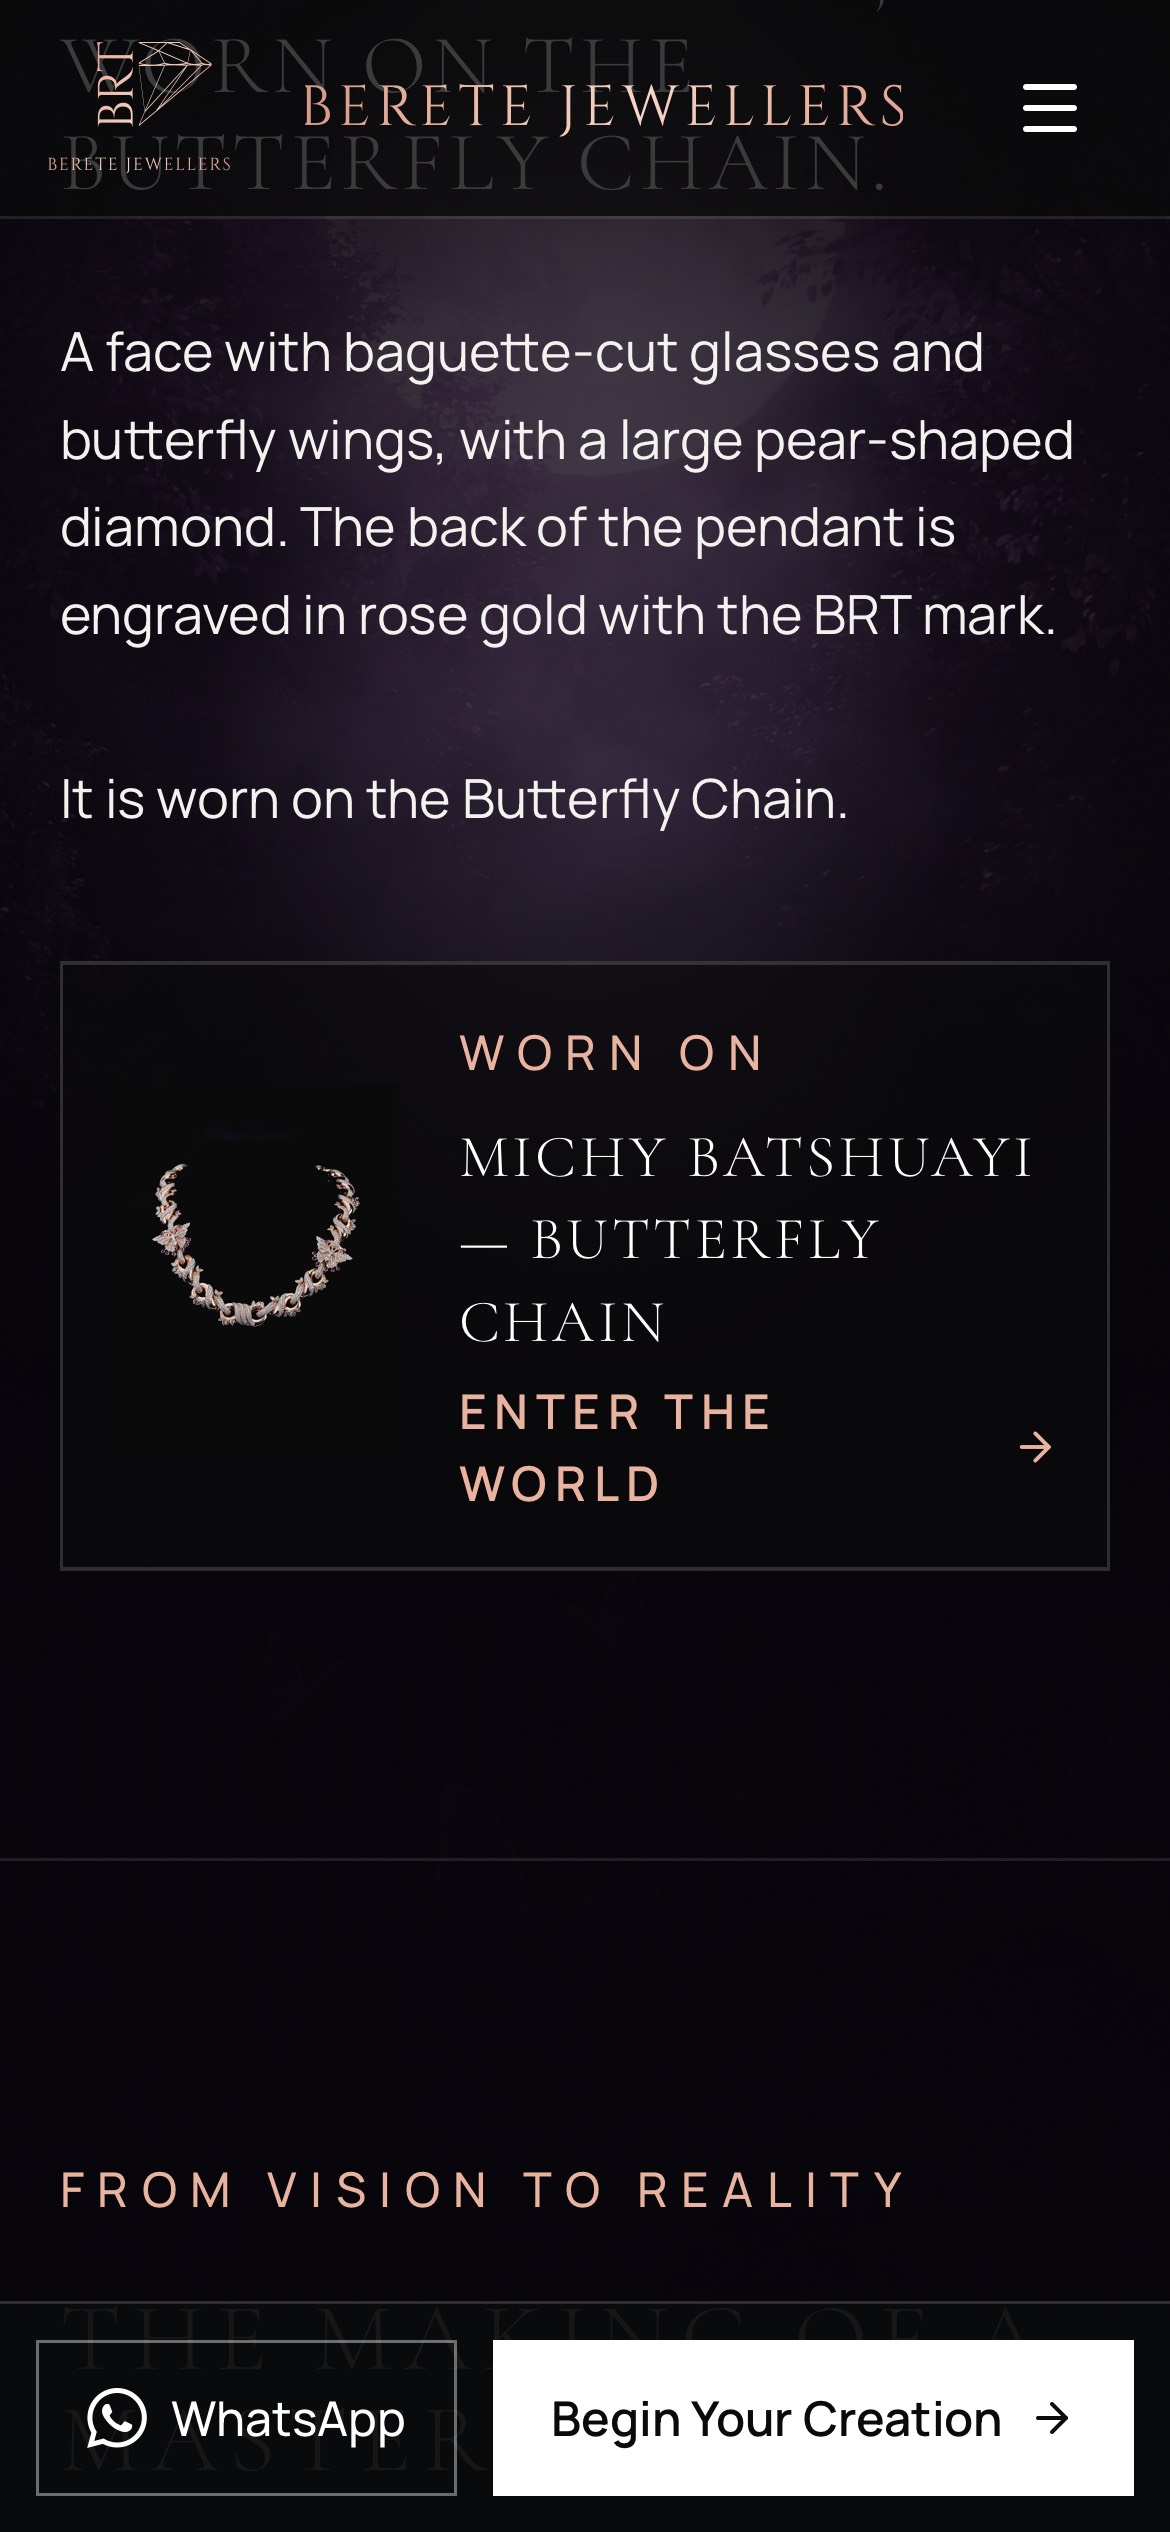 WORN ON THE
BRT
BERETE JEWELLERS
BERETE JEWELLERS
BUTTERFLY CHAIN.
A face with baguette-cut glasses and
butterfly wings, with a large pear-shaped
diamond. The back of the pendant is
engraved in rose gold with the BRT mark.
It is worn on the Butterfly Chain.
WORN ON
MICHY BATSHUAYI
— BUTTERFLY
CHAIN
ENTER THE
WORLD
FROM VISION TO REALITY
THE MAKING OF A
WhatsApp
Begin Your Creation